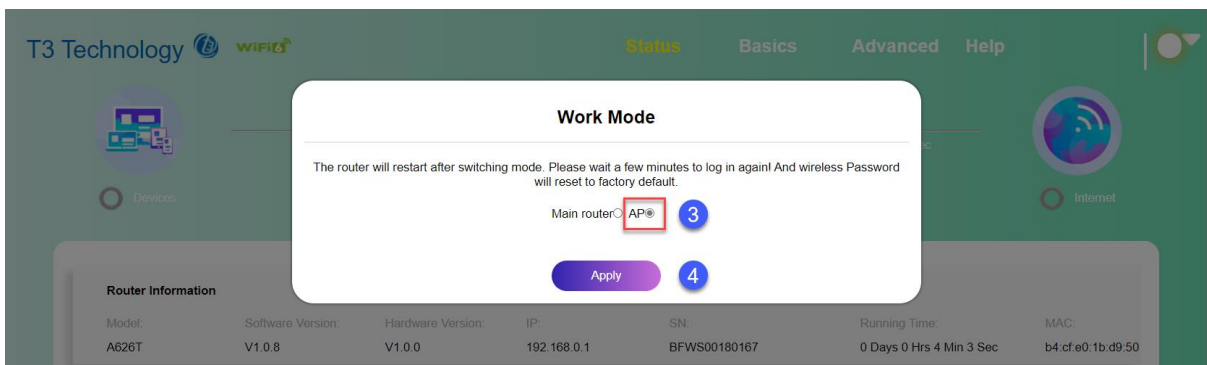 T3 Technology WiFi6
Status Basics Advanced Help
Work Mode
The router will restart after switching mode. Please wait a few minutes to log in again! And wireless Password
will reset to factory default.
Main router AP 3
Devices
Internet
Apply 4
Router Information
Model: Software Version: Hardware Version: IP: SN: Running Time: MAC:
A626T V1.0.8 V1.0.0 192.168.0.1 BFWS00180167 0 Days 0 Hrs 4 Min 3 Sec b4:cf:e0:1b:d9:50